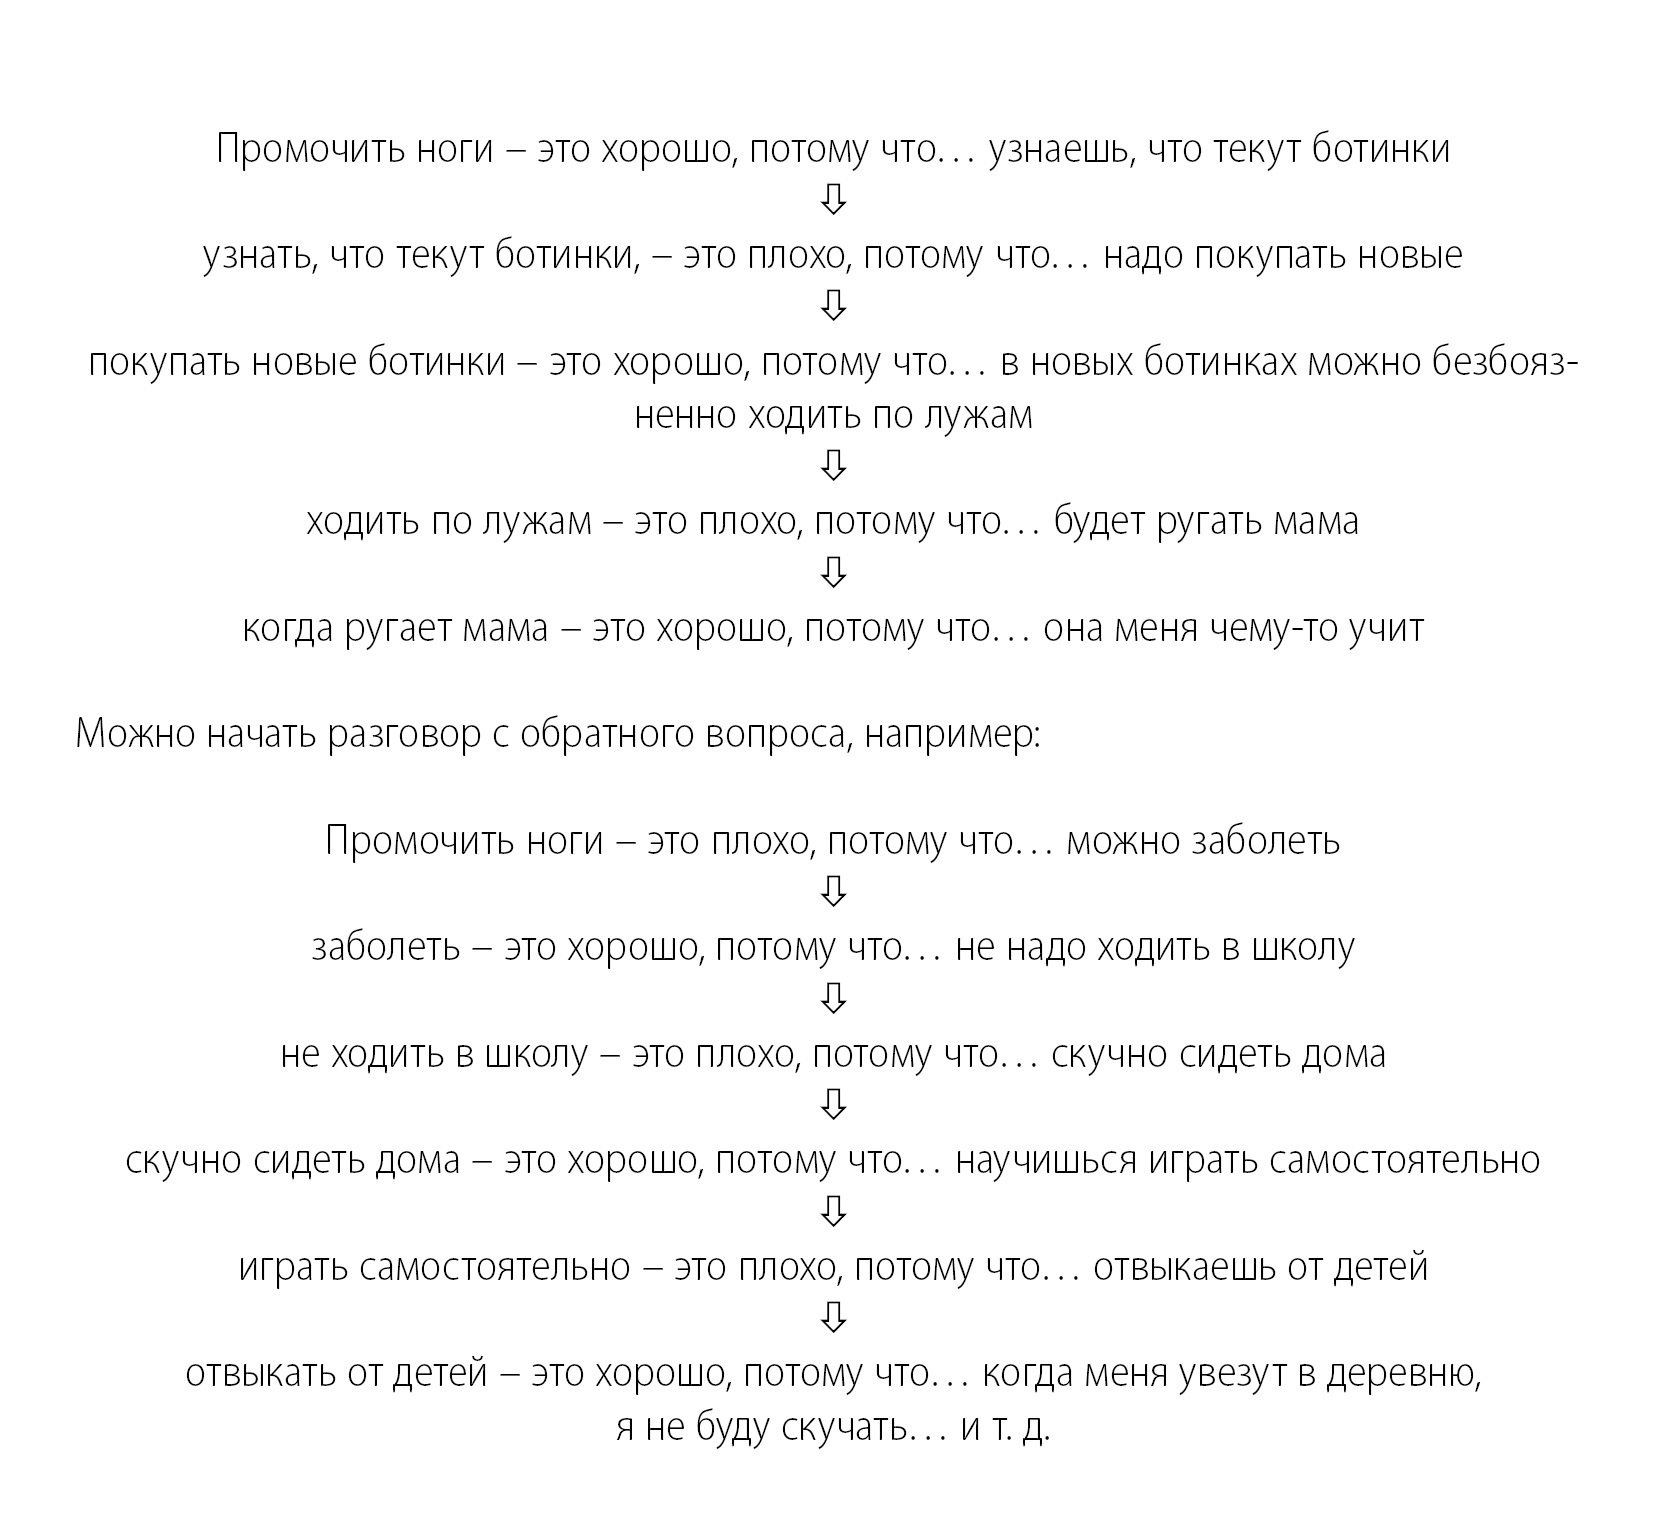 Промочить ноги – это хорошо, потому что… узнаешь, что текут ботинки
⇩
узнать, что текут ботинки, – это плохо, потому что… надо покупать новые
⇩
покупать новые ботинки – это хорошо, потому что… в новых ботинках можно безбояз-
ненно ходить по лужам
⇩
ходить по лужам – это плохо, потому что… будет ругать мама
⇩
когда ругает мама – это хорошо, потому что… она меня чему-то учит
Можно начать разговор с обратного вопроса, например:
Промочить ноги – это плохо, потому что… можно заболеть
⇩
заболеть – это хорошо, потому что… не надо ходить в школу
⇩
не ходить в школу – это плохо, потому что… скучно сидеть дома
⇩
скучно сидеть дома – это хорошо, потому что… научишься играть самостоятельно
⇩
играть самостоятельно – это плохо, потому что… отвыкаешь от детей
⇩
отвыкать от детей – это хорошо, потому что… когда меня увезут в деревню,
я не буду скучать… и т. д.